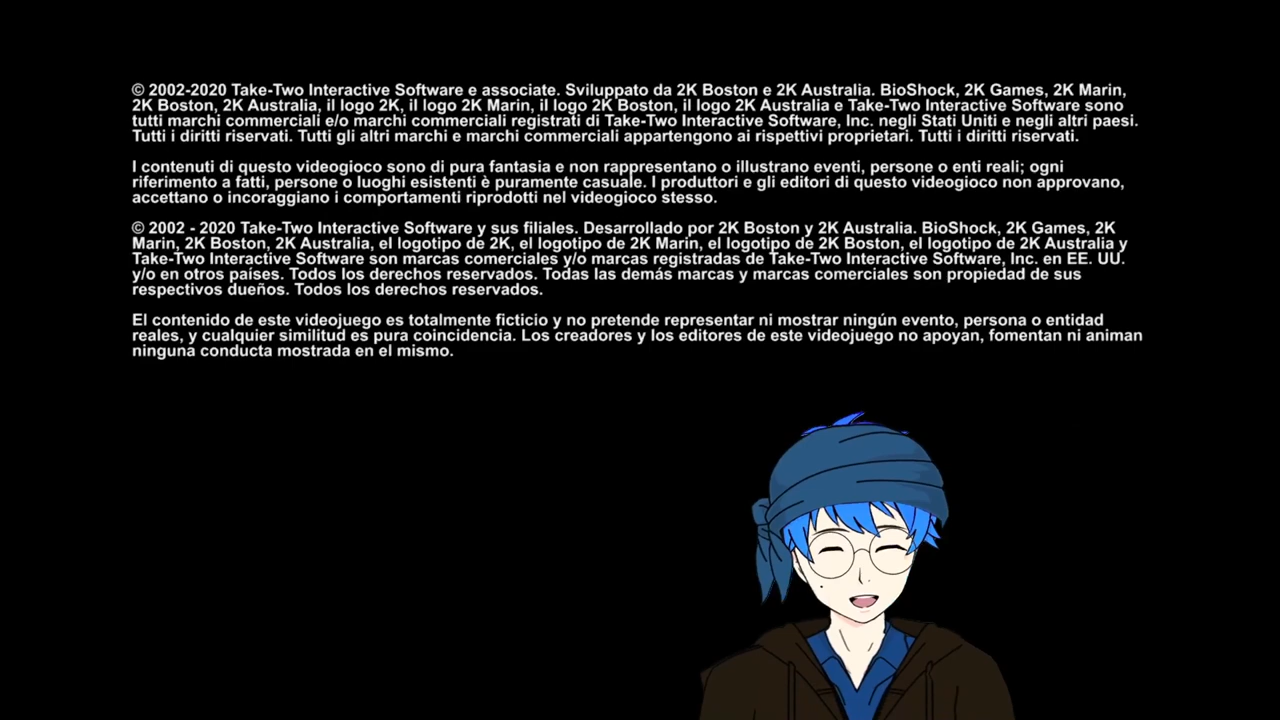 © 2002-2020 Take-Two Interactive Software e associate. Sviluppato da 2K Boston e 2K Australia. BioShock, 2K Games, 2K Marin,
2K Boston, 2K Australia, il logo 2K, il logo 2K Marin, il logo 2K Boston, il logo 2K Australia e Take-Two Interactive Software sono
tutti marchi commerciali e/o marchi commerciali registrati di Take-Two Interactive Software, Inc. negli Stati Uniti e negli altri paesi.
Tutti i diritti riservati. Tutti gli altri marchi e marchi commerciali appartengono ai rispettivi proprietari. Tutti i diritti riservati.
I contenuti di questo videogioco sono di pura fantasia e non rappresentano o illustrano eventi, persone o enti reali; ogni
riferimento a fatti, persone o luoghi esistenti è puramente casuale. I produttori e gli editori di questo videogioco non approvano,
accettano o incoraggiano i comportamenti riprodotti nel videogioco stesso.
© 2002 - 2020 Take-Two Interactive Software y sus filiales. Desarrollado por 2K Boston y 2K Australia. BioShock, 2K Games, 2K
Marin, 2K Boston, 2K Australia, el logotipo de 2K, el logotipo de 2K Marin, el logotipo de 2K Boston, el logotipo de 2K Australia y
Take-Two Interactive Software son marcas comerciales y/o marcas registradas de Take-Two Interactive Software, Inc. en EE. UU.
y/o en otros países. Todos los derechos reservados. Todas las demás marcas y marcas comerciales son propiedad de sus
respectivos dueños. Todos los derechos reservados.
El contenido de este videojuego es totalmente ficticio y no pretende representar ni mostrar ningún evento, persona o entidad
reales, y cualquier similitud es pura coincidencia. Los creadores y los editores de este videojuego no apoyan, fomentan ni animan
ninguna conducta mostrada en el mismo.